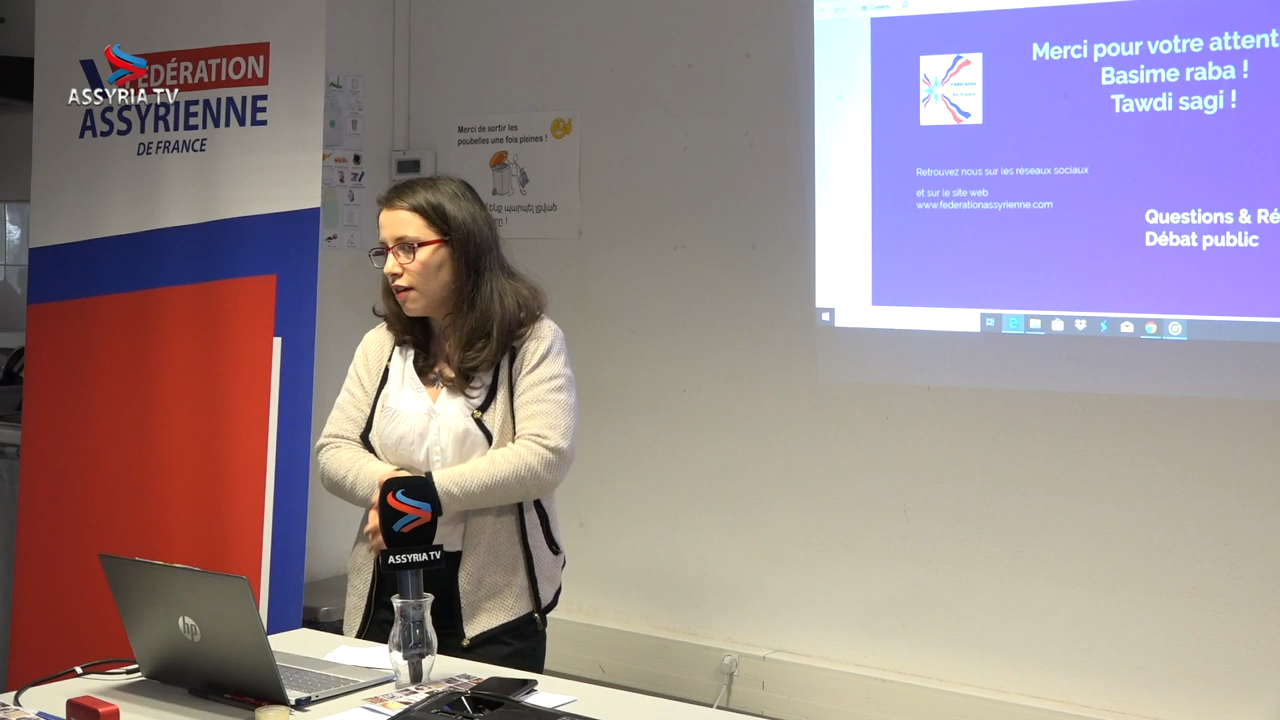 FÉDÉRATION
ASSYRIENNE
DE FRANCE
ASSYRIA TV
Merci de sortir les
poubelles une fois pleines !
Merci pour votre attent
Basime raba !
Tawdi sagi !
Retrouvez nous sur les réseaux sociaux
et sur le site web
www.federationassyrienne.com
Questions & Ré
Débat public
ASSYRIA TV
hp